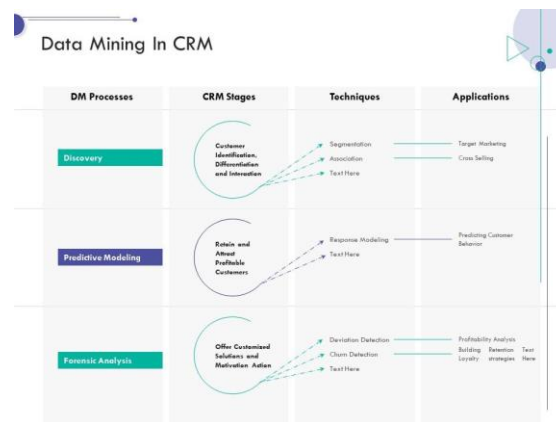 Data Mining In CRM
DM Processes
CRM Stages
Techniques
Applications
Discovery
Customer
Identification,
Differentiation
and Interaction
Segmentation
Association
Text Here
Target Marketing
Cross Selling
Predictive Modeling
Retain and
Attract
Profitable
Customers
Response Modeling
Text Here
Predicting Customer
Behavior
Forensic Analysis
Offer Customized
Solutions and
Motivation Action
Deviation Detection
Churn Detection
Text Here
Profitability Analysis
Building Retention Text
Loyalty strategies Here